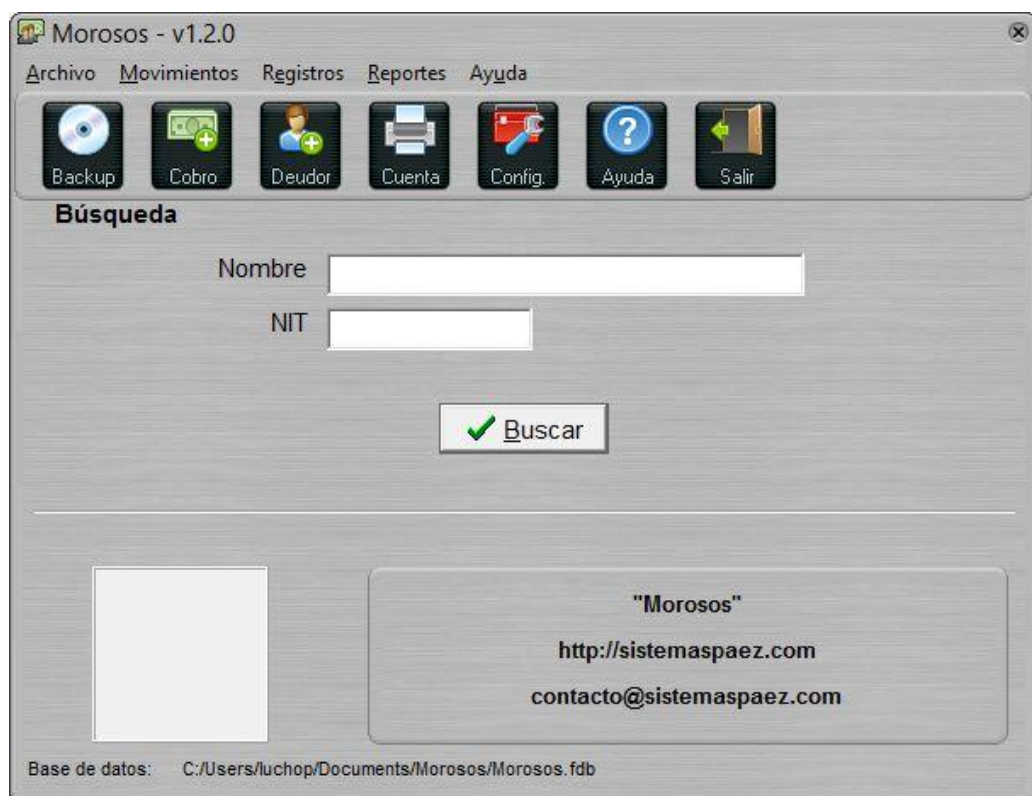 Morosos - v1.2.0
Archivo Movimientos Registros Reportes Ayuda
Backup Cobro Deudor Cuenta Config. Ayuda Salir
Búsqueda
Nombre
NIT
Buscar
"Morosos"
http://sistemaspaez.com
contacto@sistemaspaez.com
Base de datos: C:/Users/luchop/Documents/Morosos/Morosos.fdb